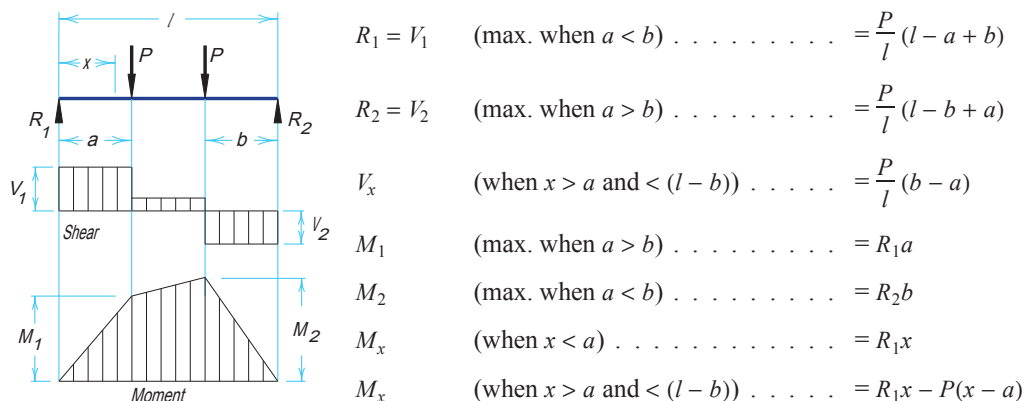 l
x
P
P
R1
R2
a
b
V1
V2
Shear
M1
M2
Moment
R1 = V1 (max. when a < b) . . . . . . . . . = P/l (l – a + b)
R2 = V2 (max. when a > b) . . . . . . . . . = P/l (l – b + a)
Vx (when x > a and < (l – b)) . . . . . = P/l (b – a)
M1 (max. when a > b) . . . . . . . . . = R1a
M2 (max. when a < b) . . . . . . . . . = R2b
Mx (when x < a) . . . . . . . . . . . . = R1x
Mx (when x > a and < (l – b)) . . . . . = R1x – P(x – a)